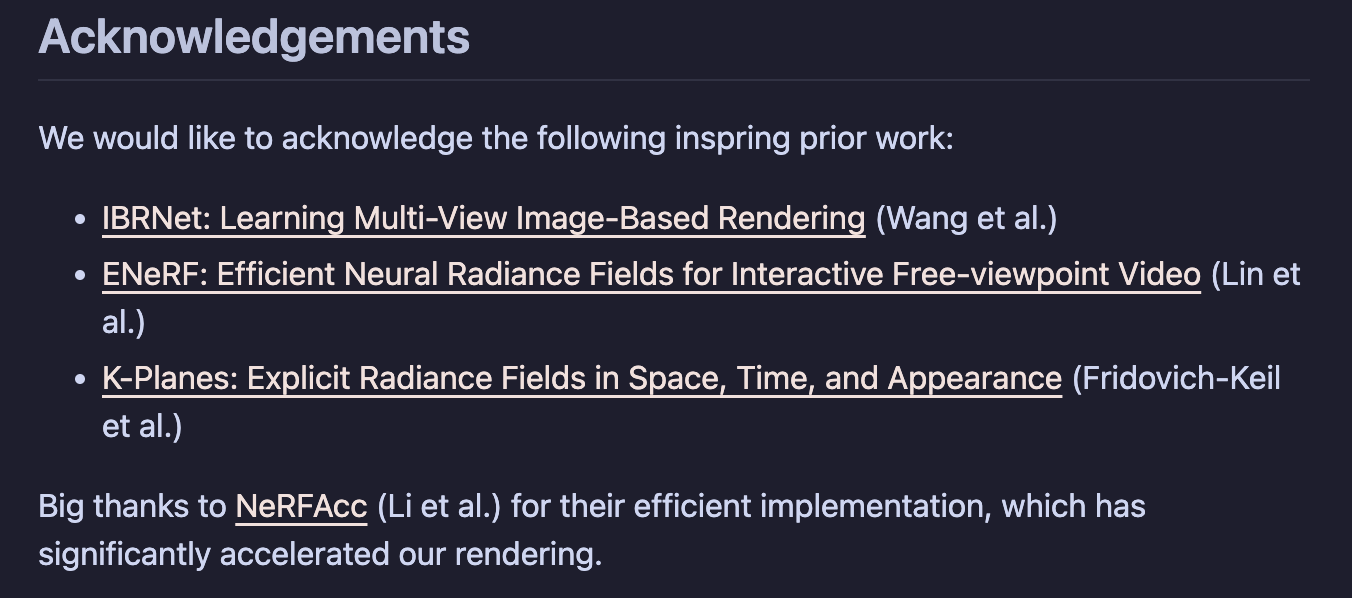 Acknowledgements
We would like to acknowledge the following inspring prior work:
• IBRNet: Learning Multi-View Image-Based Rendering (Wang et al.)
• ENeRF: Efficient Neural Radiance Fields for Interactive Free-viewpoint Video (Lin et
al.)
• K-Planes: Explicit Radiance Fields in Space, Time, and Appearance (Fridovich-Keil
et al.)
Big thanks to NeRFAcc (Li et al.) for their efficient implementation, which has
significantly accelerated our rendering.